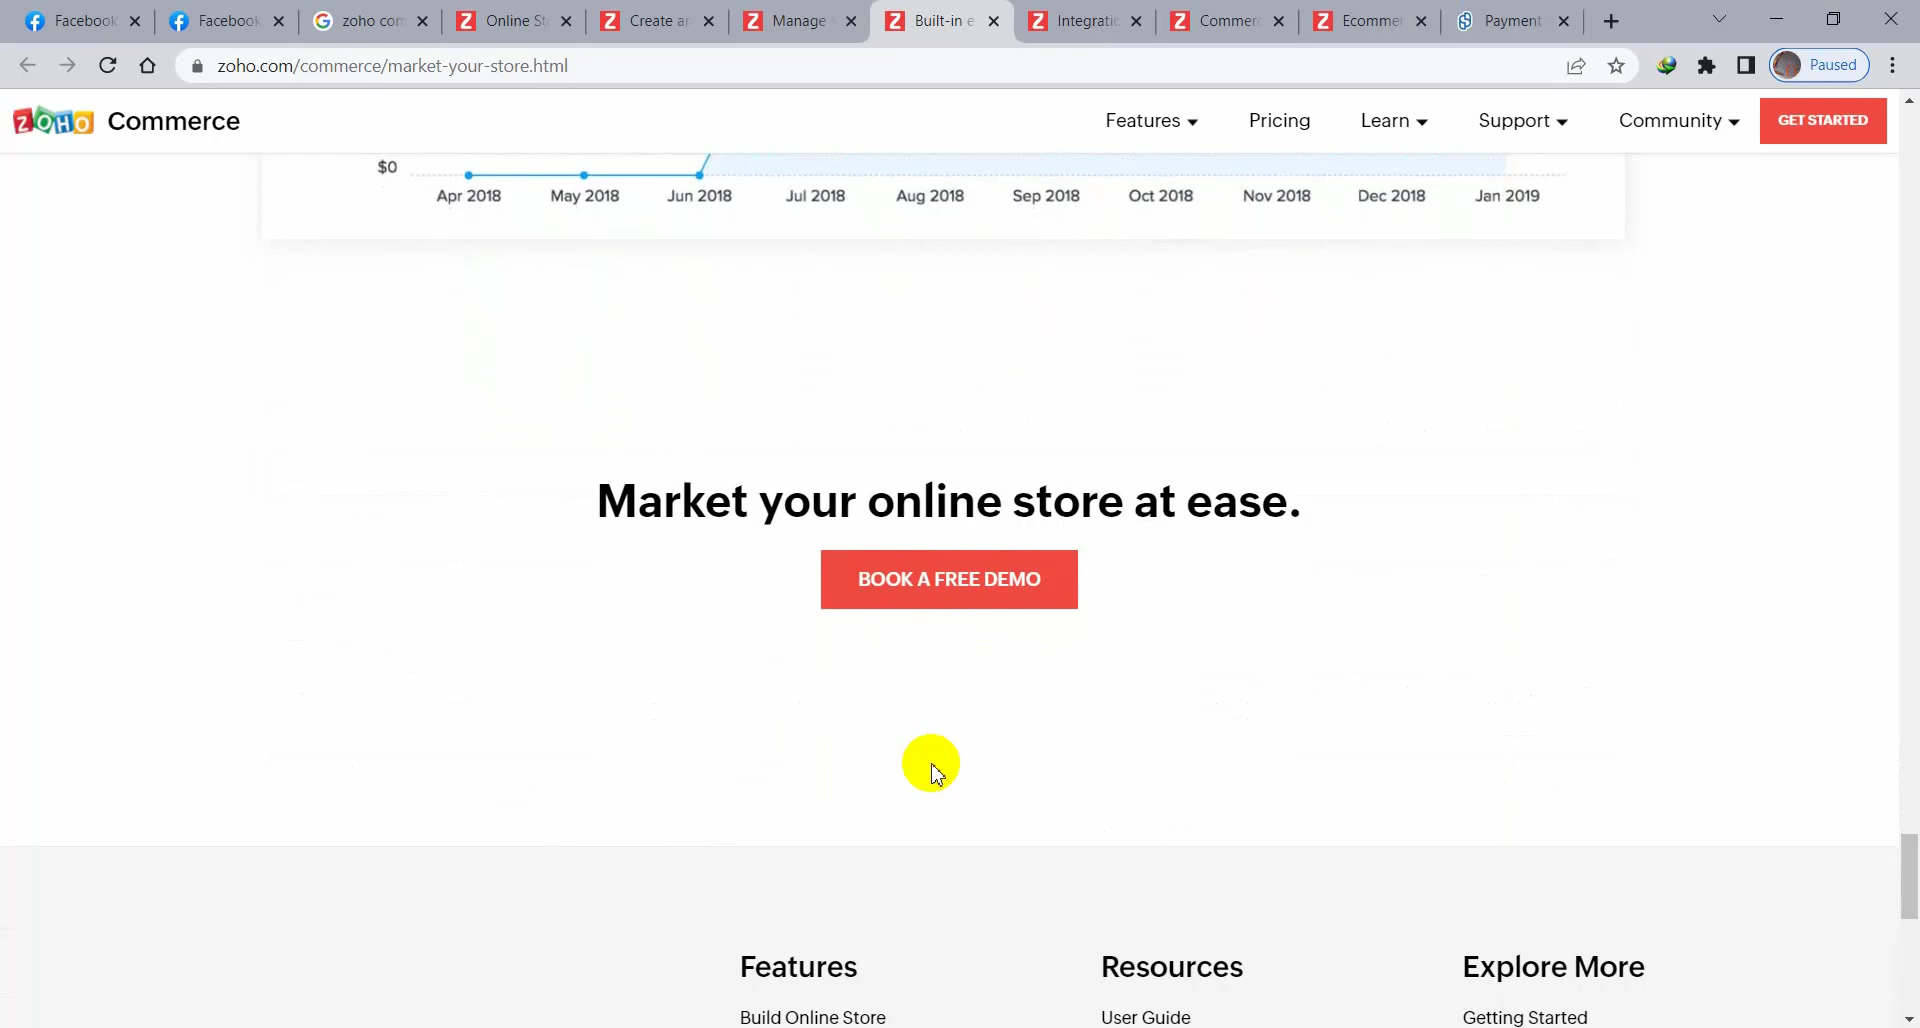 Facebook
Facebook
zoho com
Online St
Create an
Manage
Built-in e
Integratio
Commerc
Ecommer
Payment
zoho.com/commerce/market-your-store.html
Paused
ZOHO Commerce
Features
Pricing
Learn
Support
Community
GET STARTED
$0
Apr 2018
May 2018
Jun 2018
Jul 2018
Aug 2018
Sep 2018
Oct 2018
Nov 2018
Dec 2018
Jan 2019
Market your online store at ease.
BOOK A FREE DEMO
Features
Resources
Explore More
Build Online Store
User Guide
Getting Started